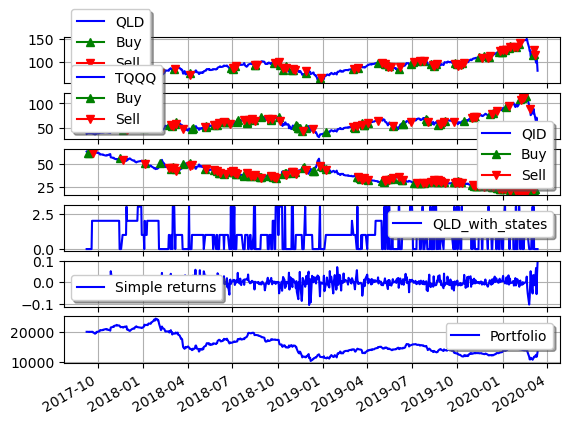 QLD
Buy
Sell
150
100
TQQQ
Buy
Sell
100
50
QID
Buy
Sell
50
25
QLD_with_states
2.5
0.0
Simple returns
0.1
0.0
−0.1
Portfolio
20000
10000
2017-10
2018-01
2018-04
2018-07
2018-10
2019-01
2019-04
2019-07
2019-10
2020-01
2020-04